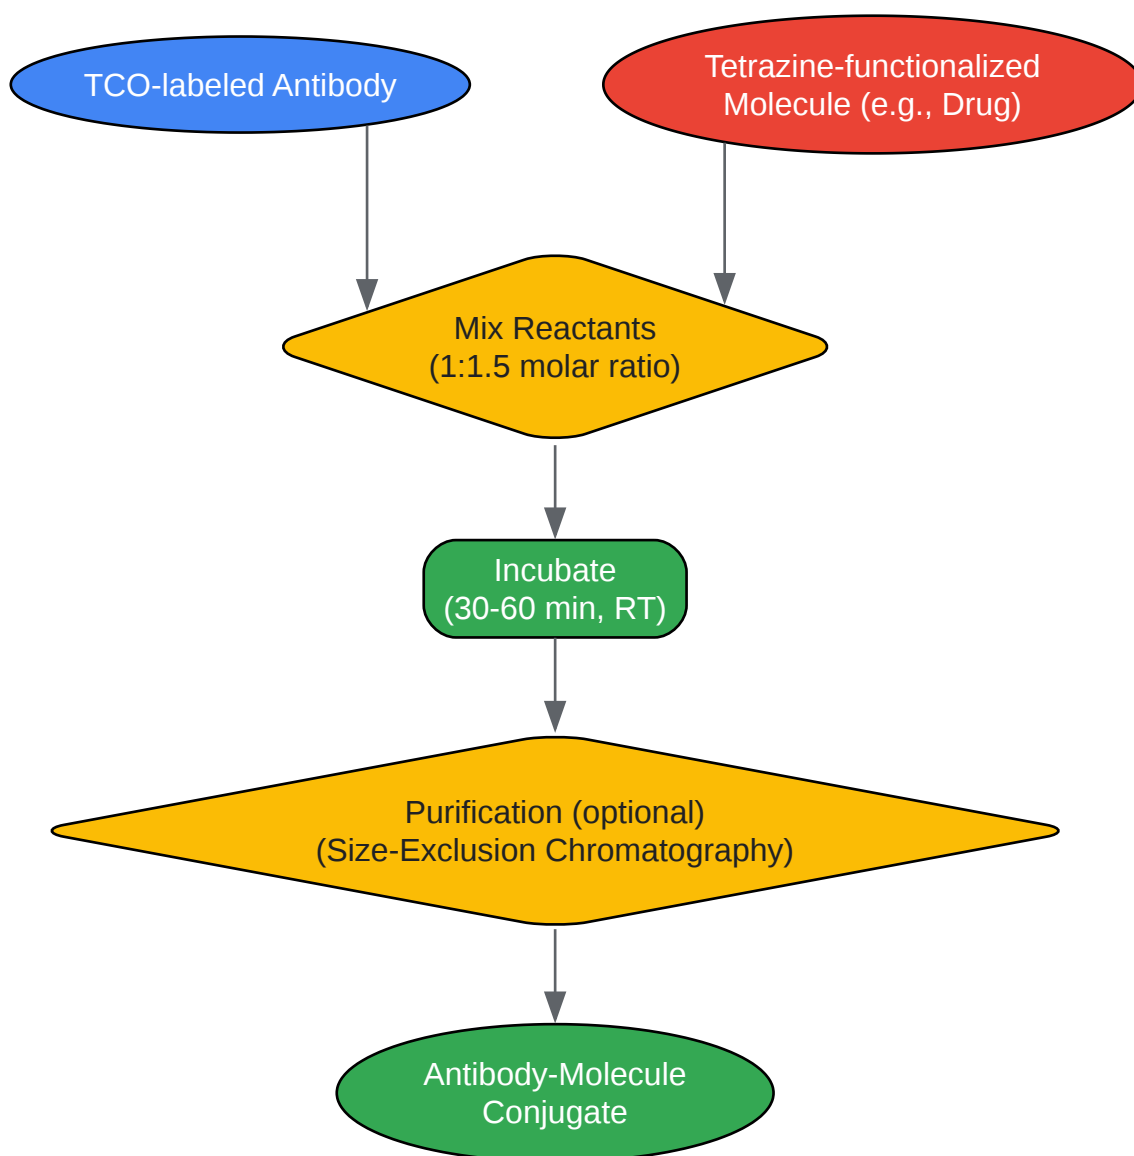 TCO-labeled Antibody
Tetrazine-functionalized
Molecule (e.g., Drug)
Mix Reactants
(1:1.5 molar ratio)
Incubate
(30-60 min, RT)
Purification (optional)
(Size-Exclusion Chromatography)
Antibody-Molecule
Conjugate